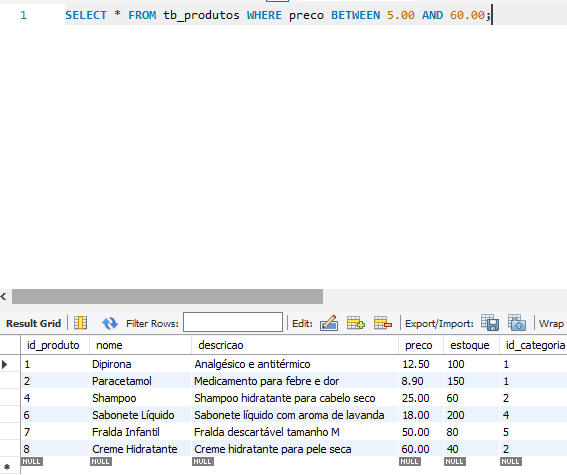 1 SELECT * FROM tb_produtos WHERE preco BETWEEN 5.00 AND 60.00;
Result Grid Filter Rows: Edit: Export/Import: Wrap
id_produto nome descricao preco estoque id_categoria
1 Dipirona Analgésico e antitérmico 12.50 100 1
2 Paracetamol Medicamento para febre e dor 8.90 150 1
4 Shampoo Shampoo hidratante para cabelo seco 25.00 60 2
6 Sabonete Líquido Sabonete líquido com aroma de lavanda 18.00 200 4
7 Fralda Infantil Fralda descartável tamanho M 50.00 80 5
8 Creme Hidratante Creme hidratante para pele seca 60.00 40 2
NULL NULL NULL NULL NULL NULL